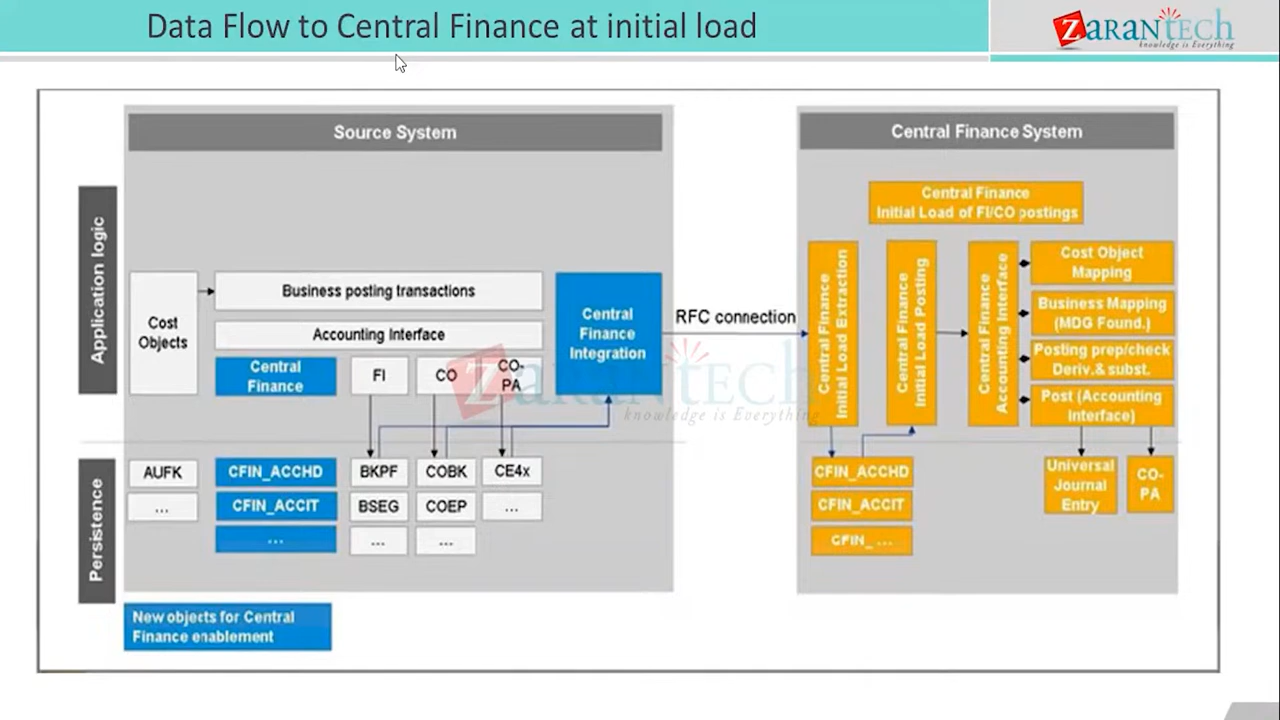 Data Flow to Central Finance at initial load
ZARANTECH
knowledge is Everything
Source System
Central Finance System
Application logic
Cost
Objects
Business posting transactions
Accounting Interface
Central
Finance
FI
CO
CO-
PA
Central
Finance
Integration
RFC connection
Central Finance
Initial Load of FI/CO postings
Central Finance
Initial Load Extraction
Central Finance
Initial Load Posting
Central Finance
Accounting Interface
Cost Object
Mapping
Business Mapping
(MDG Found.)
Posting prep/check
Deriv.& subst.
Post (Accounting
Interface)
ZARANTECH
knowledge is Everything
Persistence
AUFK
...
CFIN_ACCHD
CFIN_ACCIT
...
BKPF
BSEG
...
COBK
COEP
...
CE4x
...
CFIN_ACCHD
CFIN_ACCIT
CFIN_ ...
Universal
Journal
Entry
CO-
PA
New objects for Central
Finance enablement